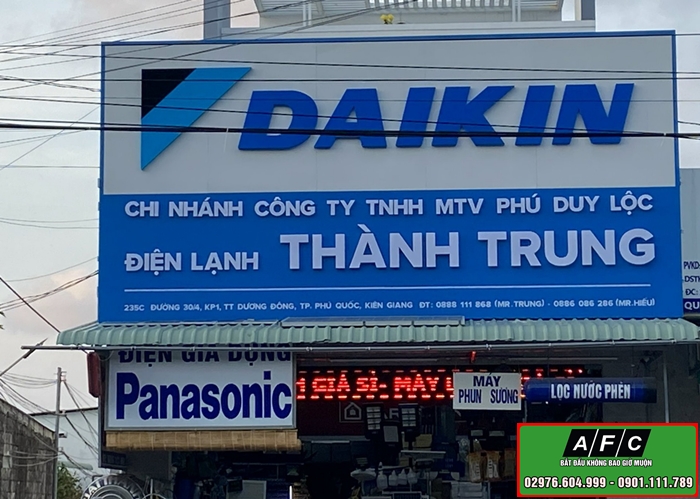 DAIKIN
CHI NHÁNH CÔNG TY TNHH MTV PHÚ DUY LỘC
ĐIỆN LẠNH THÀNH TRUNG
235C ĐƯỜNG 30/4, KP1, TT DƯƠNG ĐÔNG, TP. PHÚ QUỐC, KIÊN GIANG ĐT: 0888 111 868 (MR.TRUNG) - 0886 086 286 (MR.HIẾU)
PVKD
ĐC:
ĐIỆN GIA DỤNG
Panasonic
GIÁ SỈ - MÁY
MÁY
PHUN SƯƠNG
LỌC NƯỚC PHÈN
AFC
BẮT ĐẦU KHÔNG BAO GIỜ MUỘN
02976.604.999 - 0901.111.789